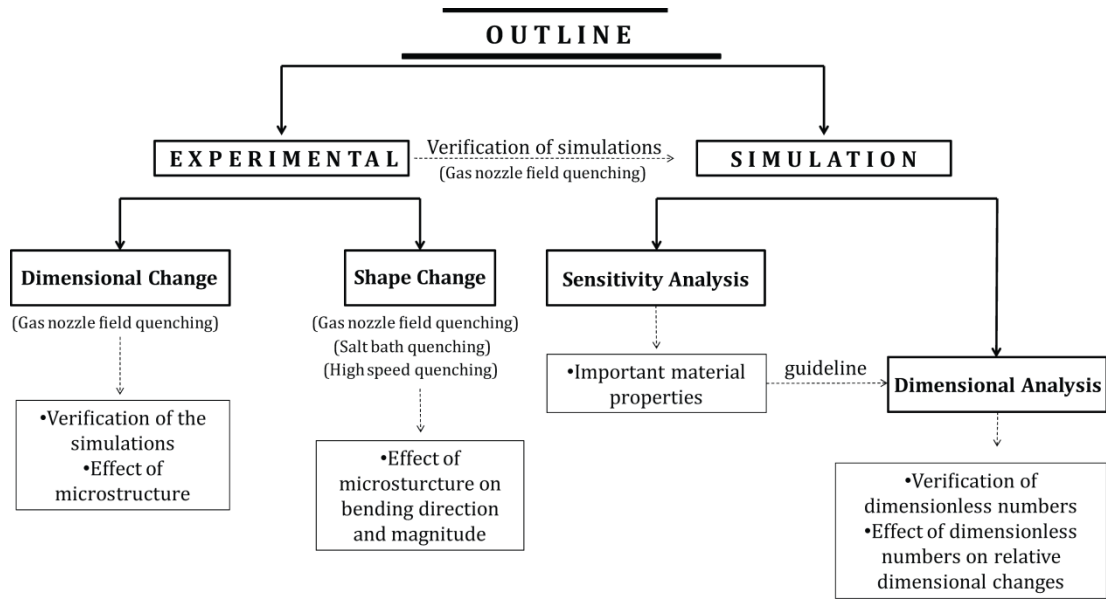 OUTLINE
EXPERIMENTAL
Verification of simulations
(Gas nozzle field quenching)
SIMULATION
Dimensional Change
(Gas nozzle field quenching)
•Verification of the
simulations
•Effect of
microstructure
Shape Change
(Gas nozzle field quenching)
(Salt bath quenching)
(High speed quenching)
•Effect of
microsturcture on
bending direction
and magnitude
Sensitivity Analysis
•Important material
properties
guideline
Dimensional Analysis
•Verification of
dimensionless numbers
•Effect of dimensionless
numbers on relative
dimensional changes